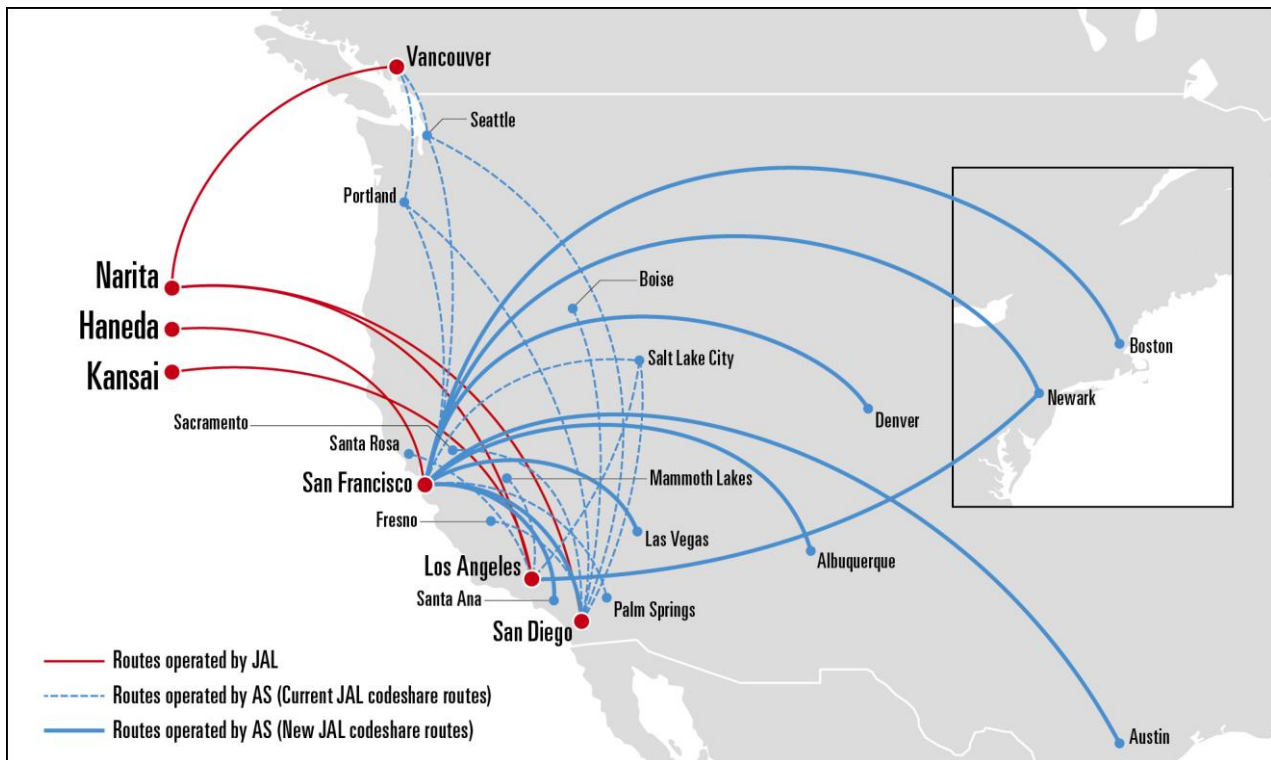 Vancouver
Seattle
Portland
Narita
Boise
Haneda
Boston
Salt Lake City
Kansai
Newark
Denver
Sacramento
Santa Rosa
Mammoth Lakes
San Francisco
Fresno
Las Vegas
Albuquerque
Los Angeles
Santa Ana
Palm Springs
San Diego
Routes operated by JAL
Routes operated by AS (Current JAL codeshare routes)
Routes operated by AS (New JAL codeshare routes)
Austin